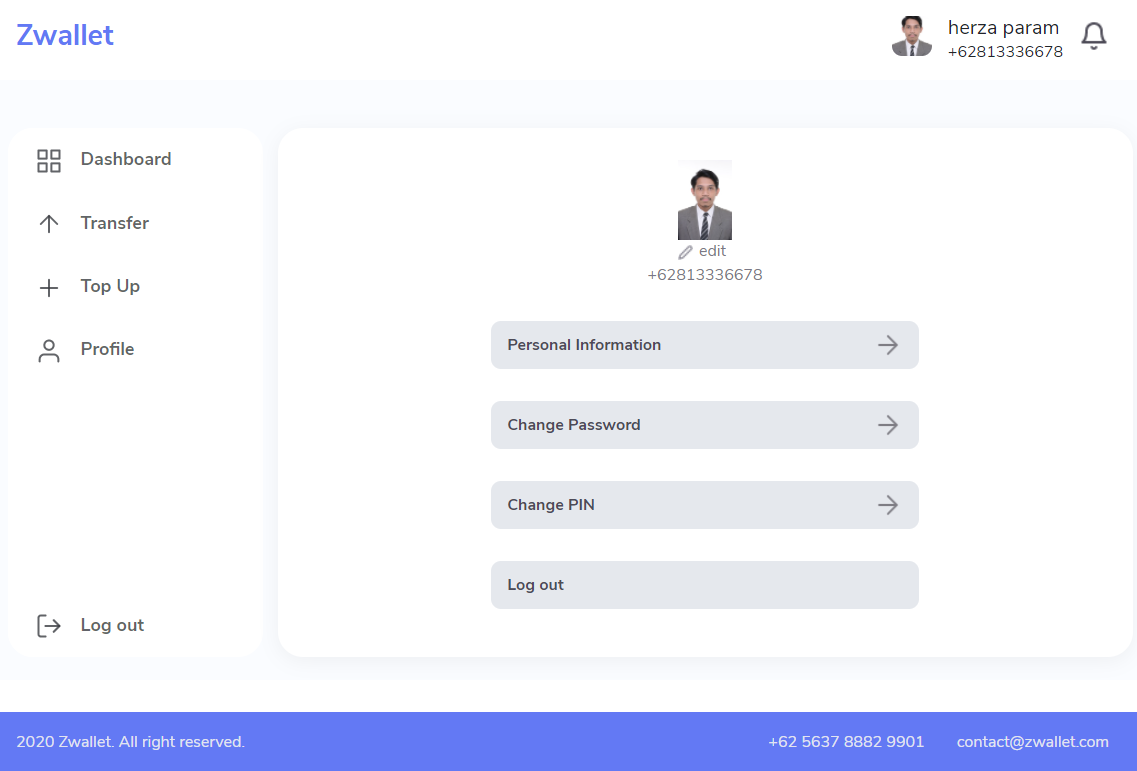 Zwallet
herza param
+62813336678
Dashboard
Transfer
Top Up
Profile
Log out
edit
+62813336678
Personal Information
Change Password
Change PIN
Log out
2020 Zwallet. All right reserved.
+62 5637 8882 9901
contact@zwallet.com